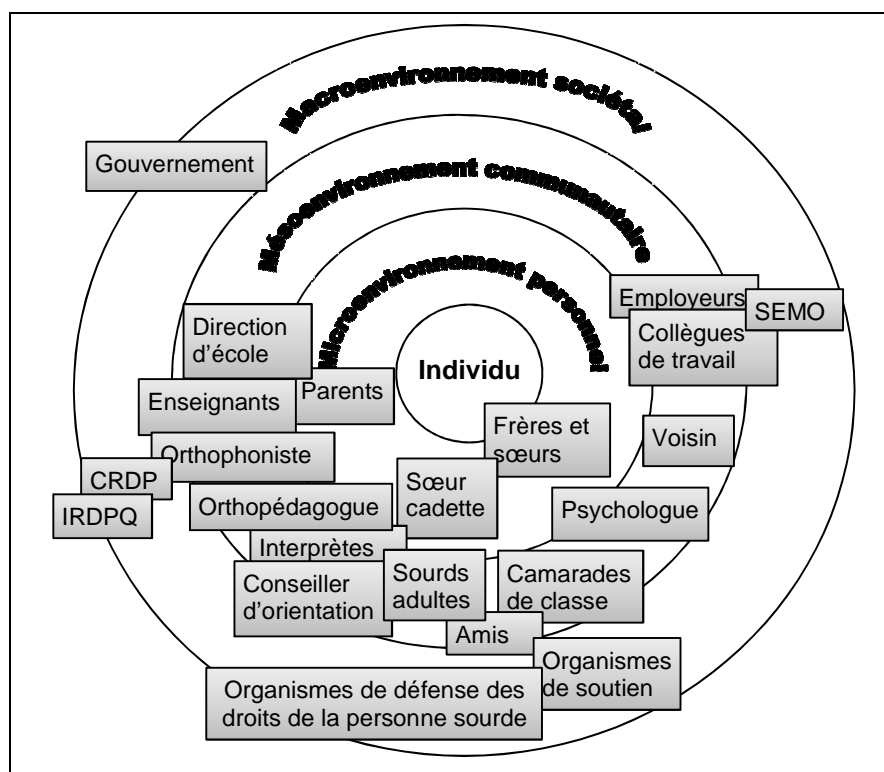 Macroenvironnement sociétal
Gouvernement
Mésoenvironnement communautaire
Microenvironnement personnel
Employeurs
SEMO
Direction
d'école
Collègues
de travail
Individu
Parents
Enseignants
Frères et
sœurs
Voisin
Orthophoniste
CRDP
Sœur
cadette
IRDPQ
Orthopédagogue
Psychologue
Interprètes
Conseiller
d'orientation
Sourds
adultes
Camarades
de classe
Amis
Organismes
de soutien
Organismes de défense des
droits de la personne sourde